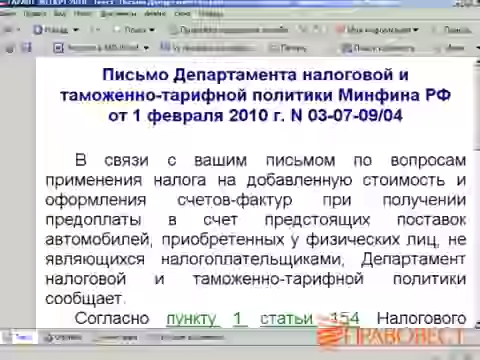 Письмо Департамента налоговой и
таможенно-тарифной политики Минфина РФ
от 1 февраля 2010 г. N 03-07-09/04
В связи с вашим письмом по вопросам
применения налога на добавленную стоимость и
оформления счетов-фактур при получении
предоплаты в счет предстоящих поставок
автомобилей, приобретенных у физических лиц, не
являющихся налогоплательщиками, Департамент
налоговой и таможенно-тарифной политики
сообщает.
Согласно пункту 1 статьи 154 Налогового
ПРАВОВЕСТ